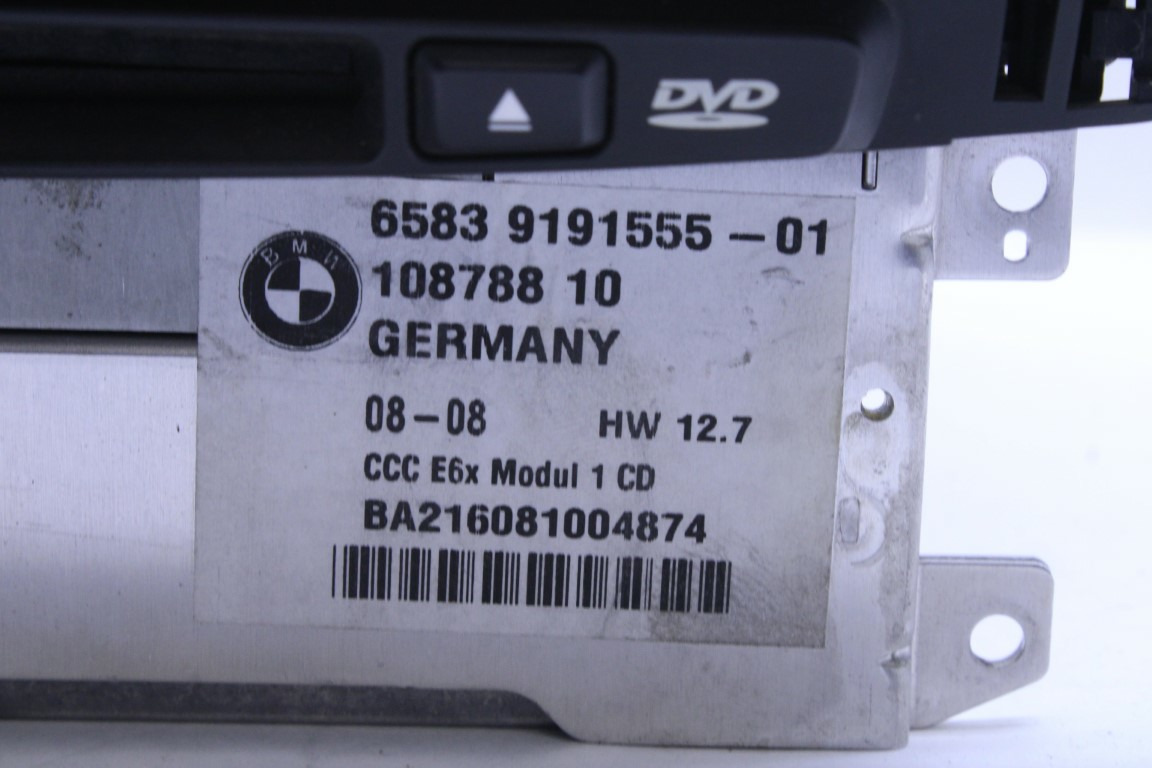 DVD
6583 9191555-01
BMW
108788 10
GERMANY
08-08 HW 12.7
CCC E6x Modul 1 CD
BA216081004874